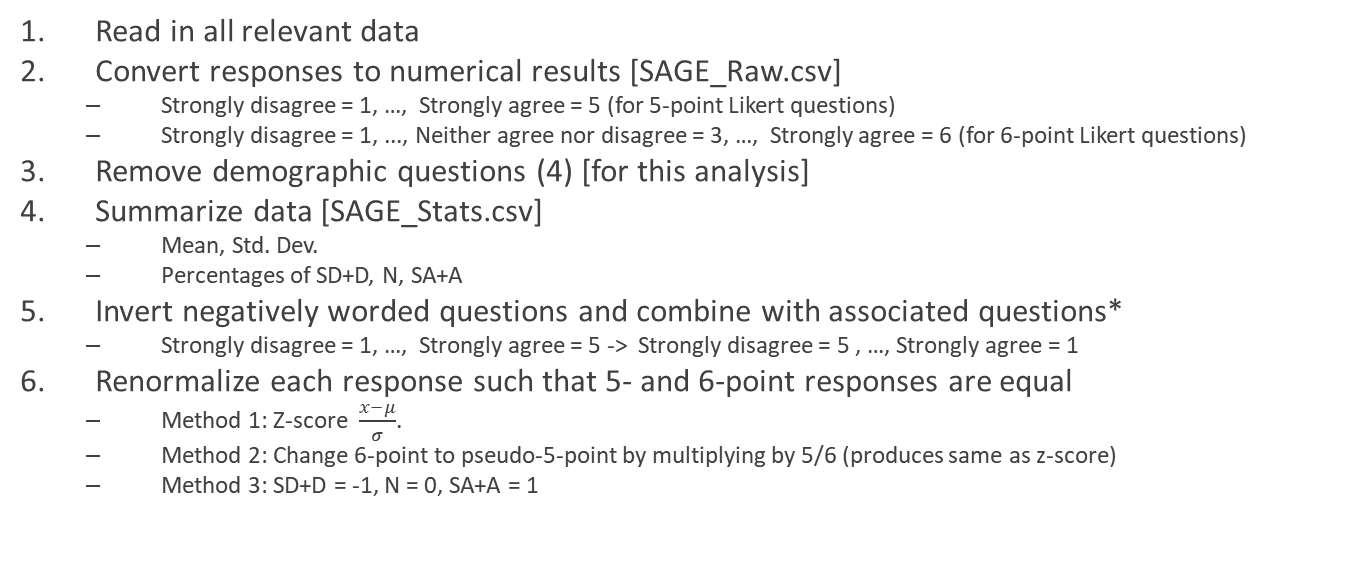 1. Read in all relevant data
2. Convert responses to numerical results [SAGE_Raw.csv]
– Strongly disagree = 1, …, Strongly agree = 5 (for 5-point Likert questions)
– Strongly disagree = 1, …, Neither agree nor disagree = 3, …, Strongly agree = 6 (for 6-point Likert questions)
3. Remove demographic questions (4) [for this analysis]
4. Summarize data [SAGE_Stats.csv]
– Mean, Std. Dev.
– Percentages of SD+D, N, SA+A
5. Invert negatively worded questions and combine with associated questions*
– Strongly disagree = 1, …, Strongly agree = 5 -> Strongly disagree = 5 , …, Strongly agree = 1
6. Renormalize each response such that 5- and 6-point responses are equal
– Method 1: Z-score (x−μ)/σ.
– Method 2: Change 6-point to pseudo-5-point by multiplying by 5/6 (produces same as z-score)
– Method 3: SD+D = -1, N = 0, SA+A = 1